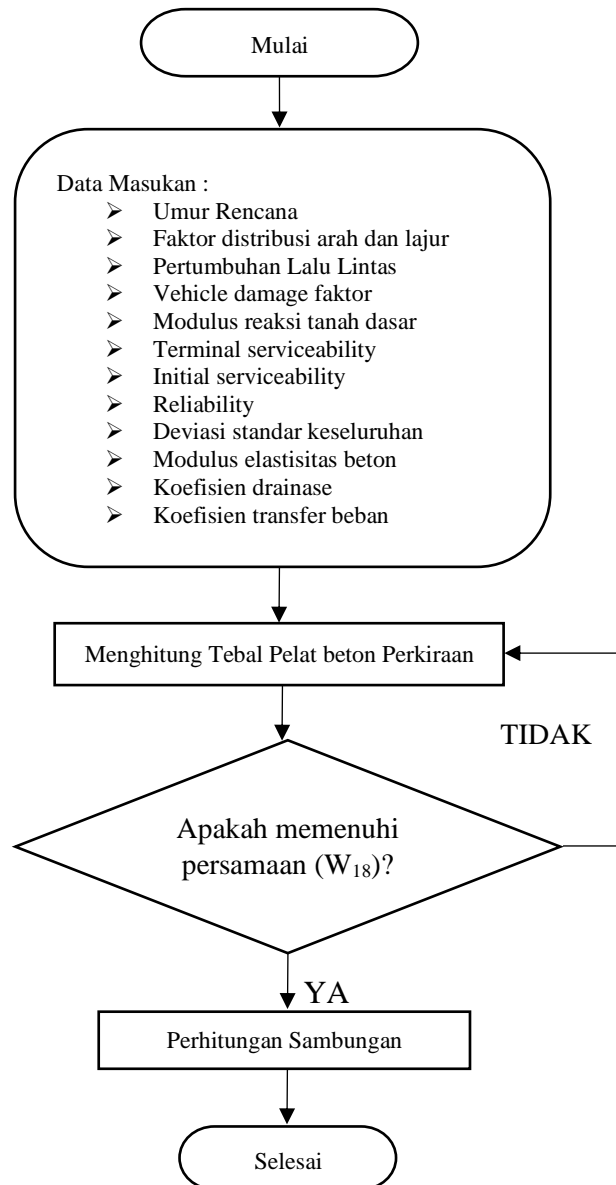 Mulai
Data Masukan :
➤ Umur Rencana
➤ Faktor distribusi arah dan lajur
➤ Pertumbuhan Lalu Lintas
➤ Vehicle damage faktor
➤ Modulus reaksi tanah dasar
➤ Terminal serviceability
➤ Initial serviceability
➤ Reliability
➤ Deviasi standar keseluruhan
➤ Modulus elastisitas beton
➤ Koefisien drainase
➤ Koefisien transfer beban
Menghitung Tebal Pelat beton Perkiraan
TIDAK
Apakah memenuhi
persamaan (W₁₈)?
YA
Perhitungan Sambungan
Selesai